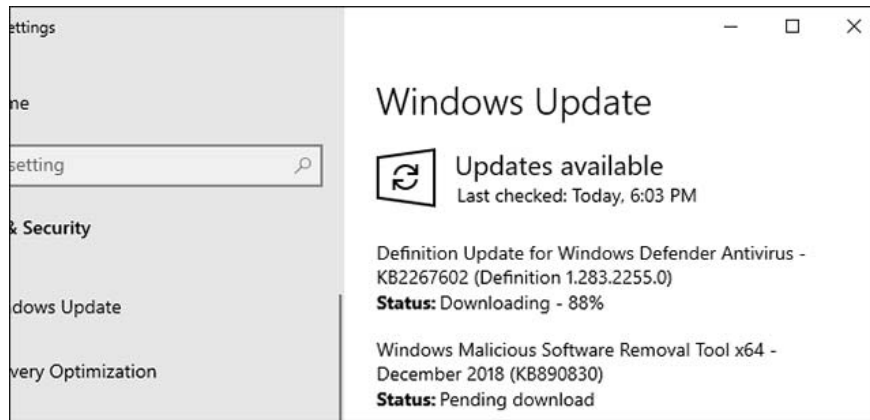 ettings
me
setting
& Security
dows Update
very Optimization
Windows Update
Updates available
Last checked: Today, 6:03 PM
Definition Update for Windows Defender Antivirus -
KB2267602 (Definition 1.283.2255.0)
Status: Downloading - 88%
Windows Malicious Software Removal Tool x64 -
December 2018 (KB890830)
Status: Pending download